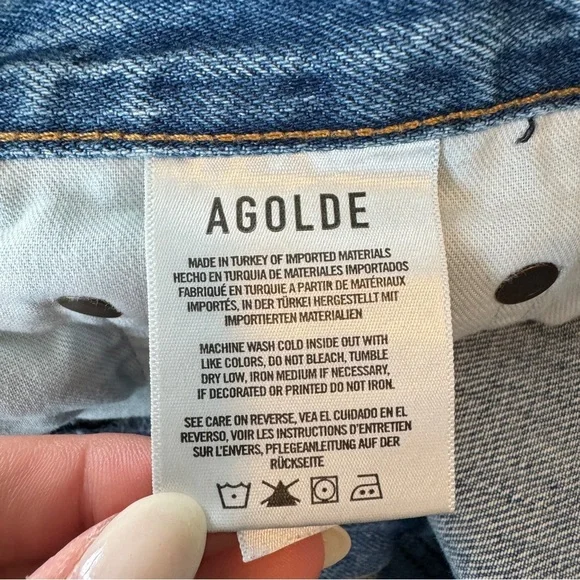 AGOLDE
MADE IN TURKEY OF IMPORTED MATERIALS
HECHO EN TURQUIA DE MATERIALES IMPORTADOS
FABRIQUÉ EN TURQUIE A PARTIR DE MATÉRIAUX
IMPORTÉS, IN DER TÜRKEI HERGESTELLT MIT
IMPORTIERTEN MATERIALIEN
MACHINE WASH COLD INSIDE OUT WITH
LIKE COLORS, DO NOT BLEACH, TUMBLE
DRY LOW, IRON MEDIUM IF NECESSARY,
IF DECORATED OR PRINTED DO NOT IRON.
SEE CARE ON REVERSE, VEA EL CUIDADO EN EL
REVERSO, VOIR LES INSTRUCTIONS D'ENTRETIEN
SUR L'ENVERS, PFLEGEANLEITUNG AUF DER
RÜCKSEITE